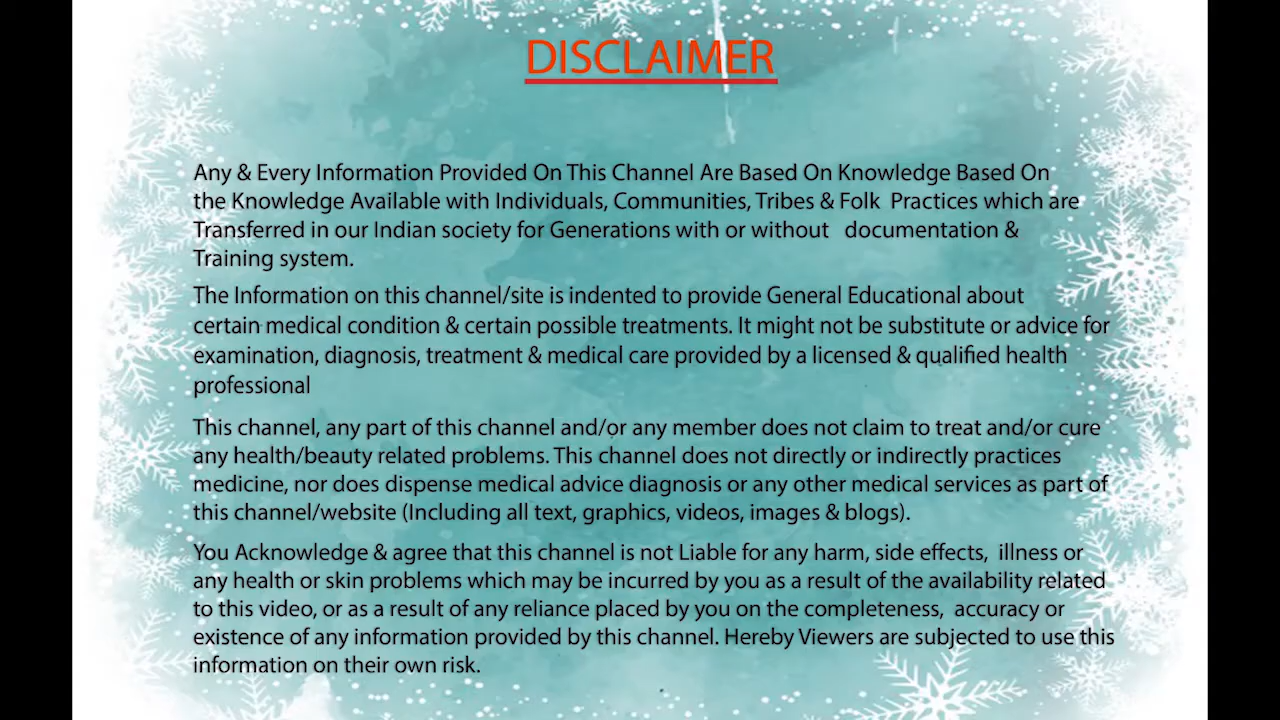 DISCLAIMER
Any & Every Information Provided On This Channel Are Based On Knowledge Based On
the Knowledge Available with Individuals, Communities, Tribes & Folk Practices which are
Transferred in our Indian society for Generations with or without documentation &
Training system.
The Information on this channel/site is indented to provide General Educational about
certain medical condition & certain possible treatments. It might not be substitute or advice for
examination, diagnosis, treatment & medical care provided by a licensed & qualified health
professional
This channel, any part of this channel and/or any member does not claim to treat and/or cure
any health/beauty related problems. This channel does not directly or indirectly practices
medicine, nor does dispense medical advice diagnosis or any other medical services as part of
this channel/website (Including all text, graphics, videos, images & blogs).
You Acknowledge & agree that this channel is not Liable for any harm, side effects, illness or
any health or skin problems which may be incurred by you as a result of the availability related
to this video, or as a result of any reliance placed by you on the completeness, accuracy or
existence of any information provided by this channel. Hereby Viewers are subjected to use this
information on their own risk.